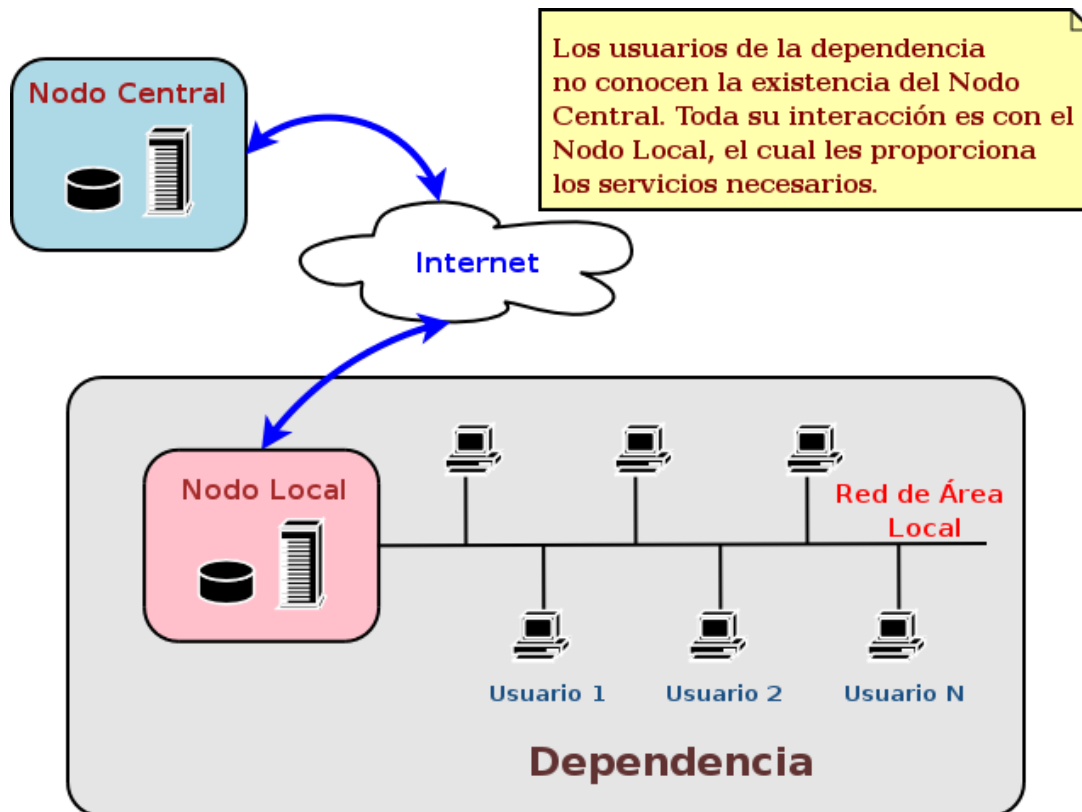 Los usuarios de la dependencia
no conocen la existencia del Nodo
Central. Toda su interacción es con el
Nodo Local, el cual les proporciona
los servicios necesarios.
Nodo Central
Internet
Nodo Local
Red de Área
Local
Usuario 1
Usuario 2
Usuario N
Dependencia